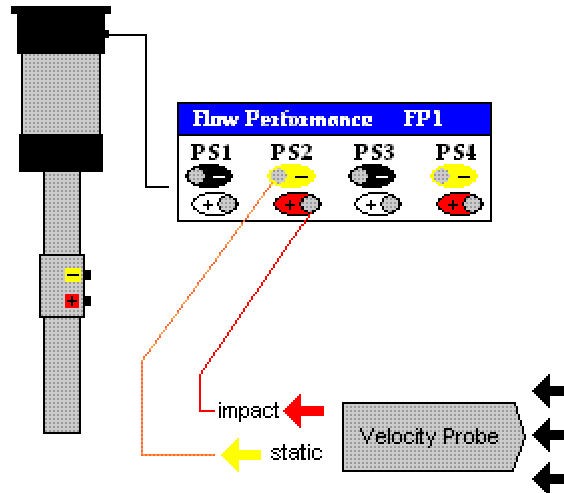 Flow Performance FP1
PS1 PS2 PS3 PS4
− − − −
+ + + +
−
+
impact
Velocity Probe
static